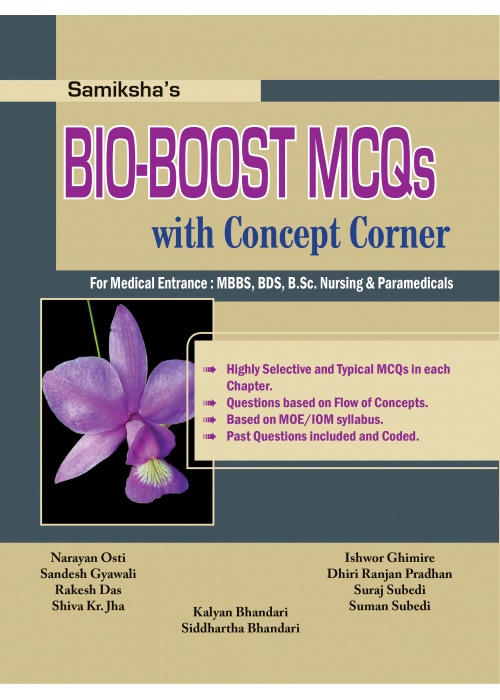 Samiksha's
BIO-BOOST MCQs
with Concept Corner
For Medical Entrance : MBBS, BDS, B.Sc. Nursing & Paramedicals
Highly Selective and Typical MCQs in each
Chapter.
Questions based on Flow of Concepts.
Based on MOE/IOM syllabus.
Past Questions included and Coded.
Narayan Osti
Sandesh Gyawali
Rakesh Das
Shiva Kr. Jha
Kalyan Bhandari
Siddhartha Bhandari
Ishwor Ghimire
Dhiri Ranjan Pradhan
Suraj Subedi
Suman Subedi